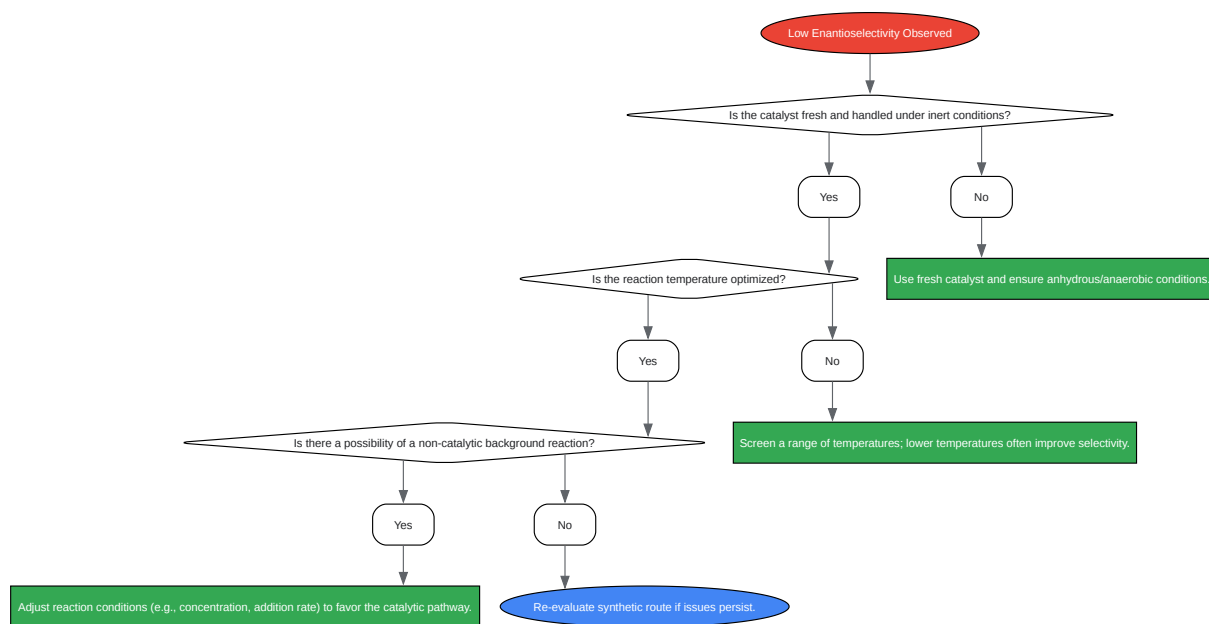 Low Enantioselectivity Observed
Is the catalyst fresh and handled under inert conditions?
Yes
No
Is the reaction temperature optimized?
Use fresh catalyst and ensure anhydrous/anaerobic conditions.
Yes
No
Is there a possibility of a non-catalytic background reaction?
Screen a range of temperatures; lower temperatures often improve selectivity.
Yes
No
Adjust reaction conditions (e.g., concentration, addition rate) to favor the catalytic pathway.
Re-evaluate synthetic route if issues persist.